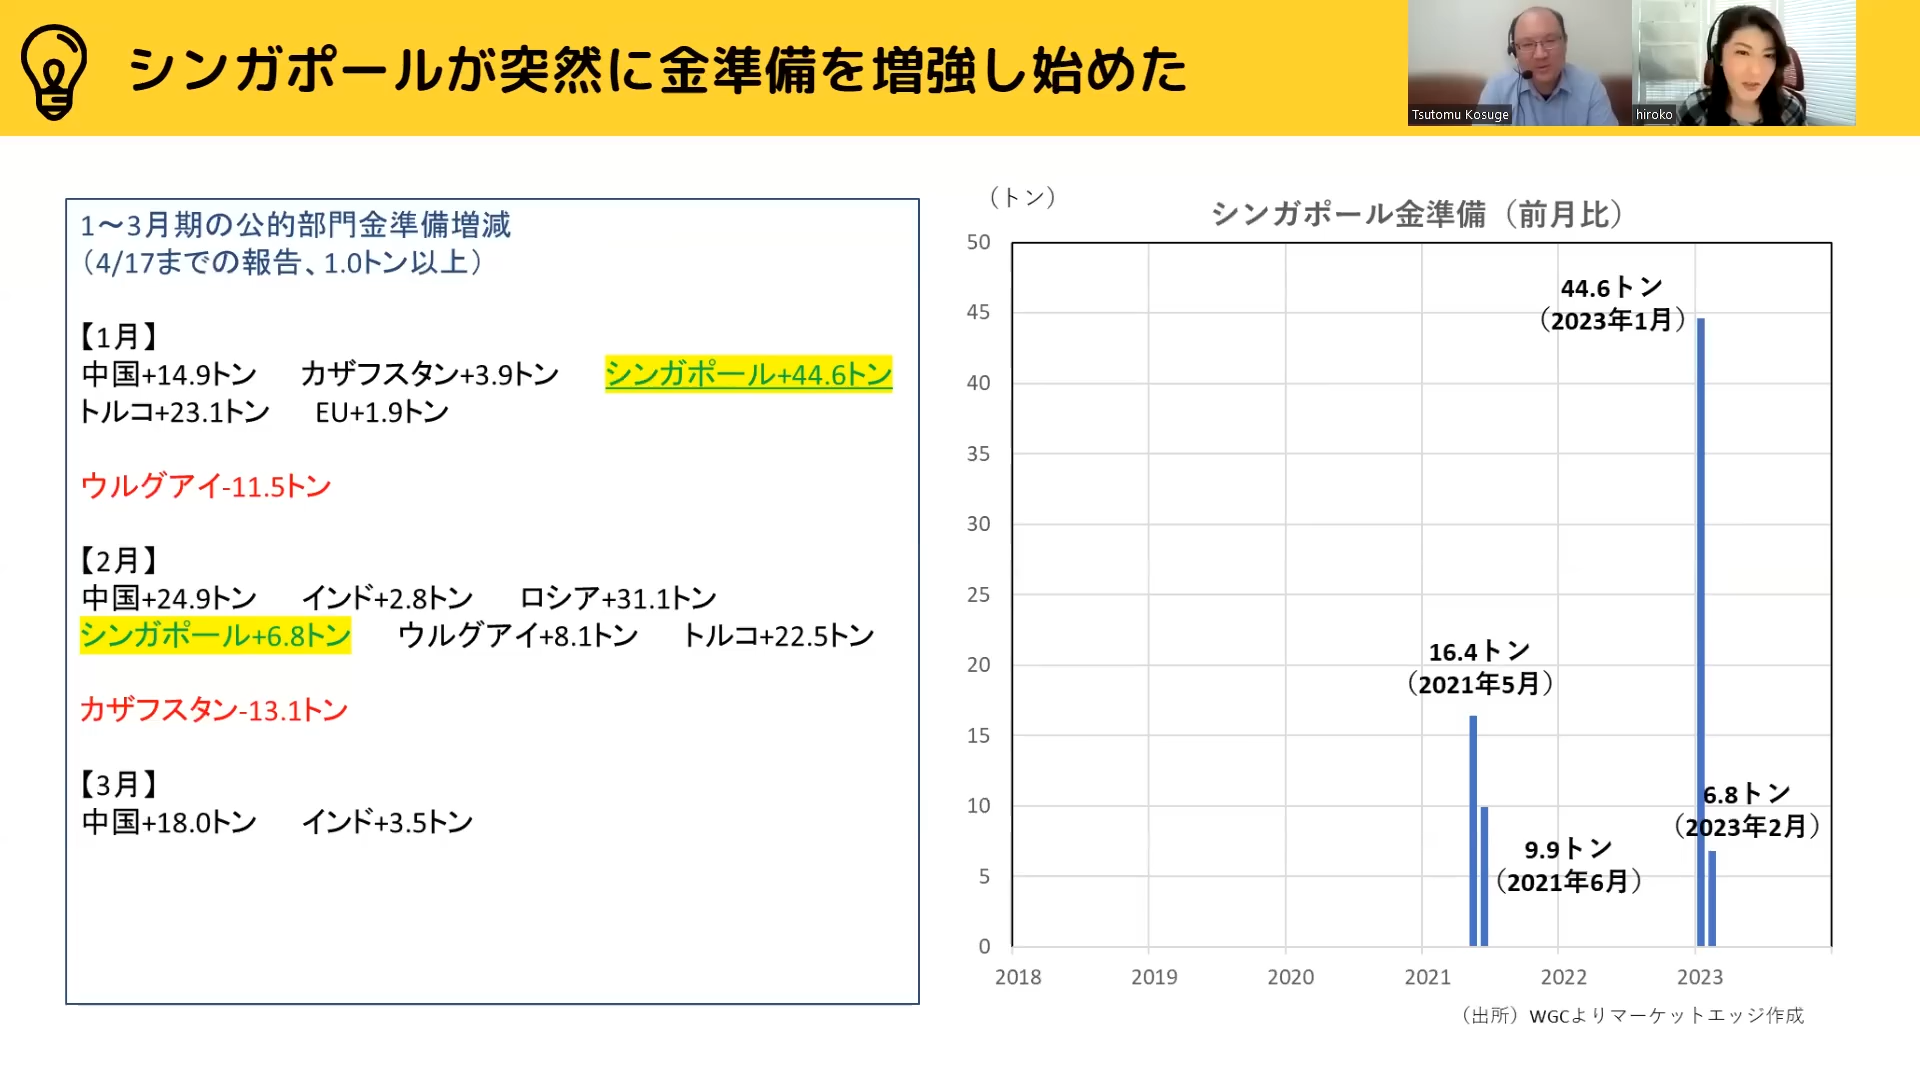 シンガポールが突然に金準備を増強し始めた
Tsutomu Kosuge
hiroko
1～3月期の公的部門金準備増減
（4/17までの報告、1.0トン以上）
【1月】
中国+14.9トン カザフスタン+3.9トン シンガポール+44.6トン
トルコ+23.1トン EU+1.9トン
ウルグアイ-11.5トン
【2月】
中国+24.9トン インド+2.8トン ロシア+31.1トン
シンガポール+6.8トン ウルグアイ+8.1トン トルコ+22.5トン
カザフスタン-13.1トン
【3月】
中国+18.0トン インド+3.5トン
（トン）
シンガポール金準備（前月比）
50
45
40
35
30
25
20
15
10
5
0
44.6トン
（2023年1月）
16.4トン
（2021年5月）
6.8トン
（2023年2月）
9.9トン
（2021年6月）
2018 2019 2020 2021 2022 2023
（出所）WGCよりマーケットエッジ作成